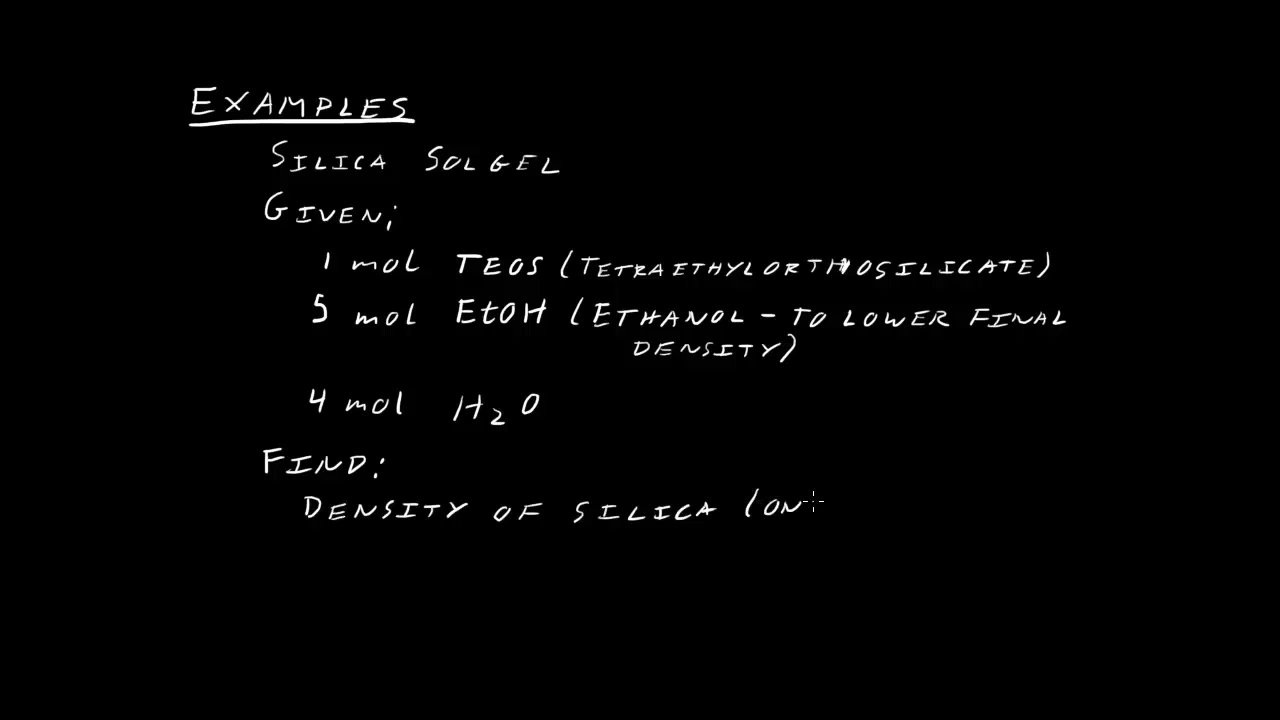 EXAMPLES
SILICA SOLGEL
GIVEN;
1 mol TEOS (TETRAETHYLORTHOSILICATE)
5 mol EtOH (ETHANOL - TO LOWER FINAL
DENSITY)
4 mol H₂O
FIND:
DENSITY OF SILICA (ON